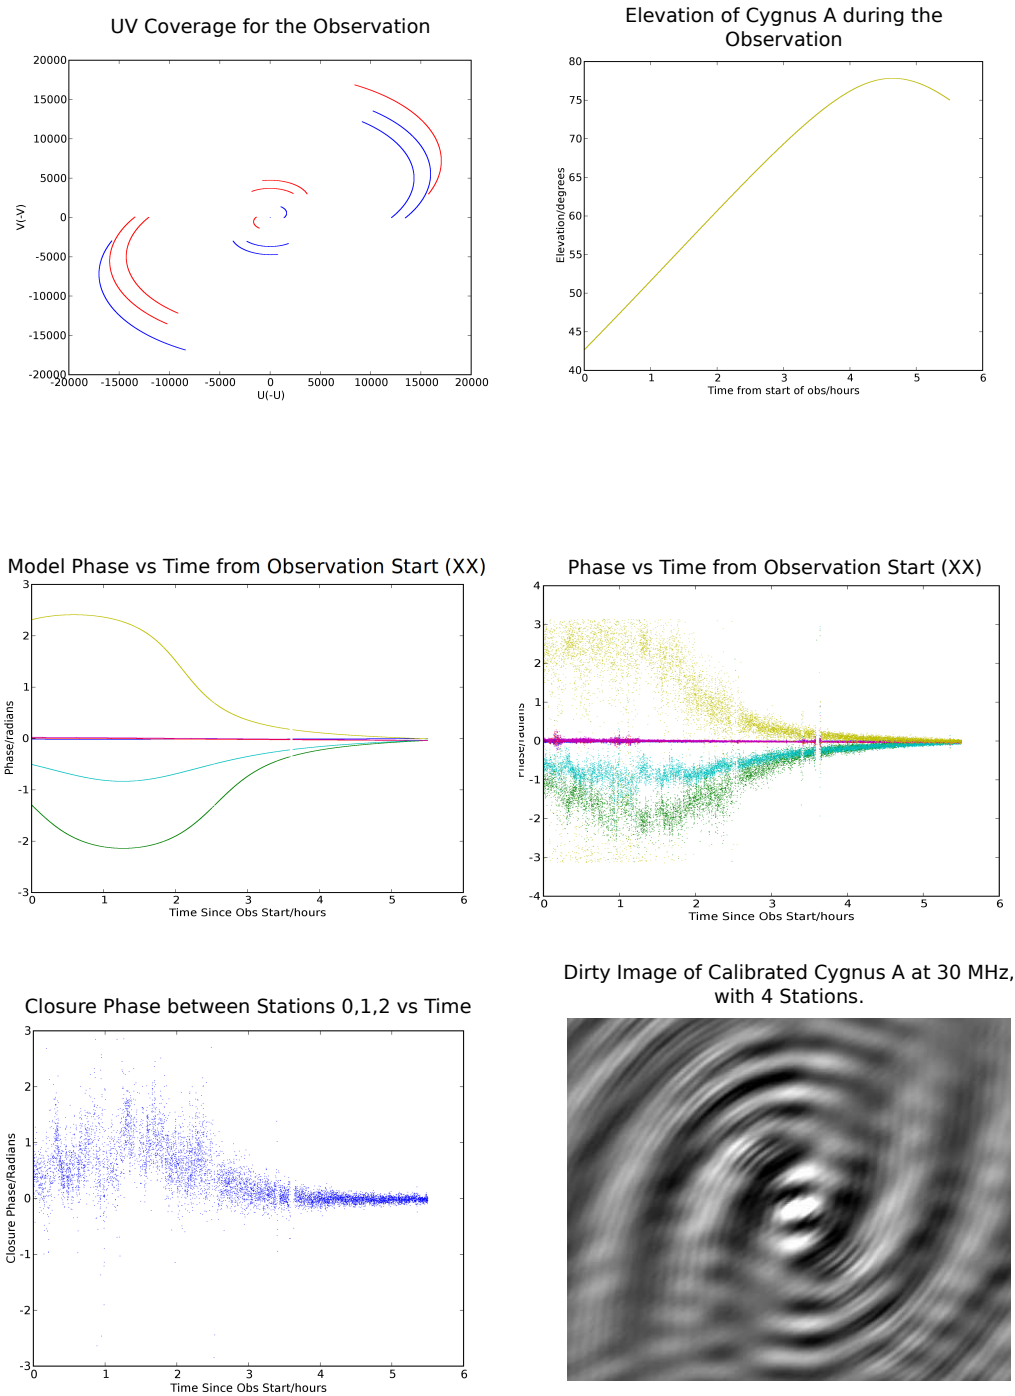 UV Coverage for the Observation
20000
15000
10000
5000
0
-5000
-10000
-15000
-20000
V(-V)
-20000 -15000 -10000 -5000 0 5000 10000 15000 20000
U(-U)
Elevation of Cygnus A during the
Observation
80
75
70
65
60
55
50
45
40
Elevation/degrees
0 1 2 3 4 5 6
Time from start of obs/hours
Model Phase vs Time from Observation Start (XX)
3
2
1
0
-1
-2
-3
Phase/radians
0 1 2 3 4 5 6
Time Since Obs Start/hours
Phase vs Time from Observation Start (XX)
4
3
2
1
0
-1
-2
-3
-4
Phase/radians
0 1 2 3 4 5 6
Time Since Obs Start/hours
Closure Phase between Stations 0,1,2 vs Time
3
2
1
0
-1
-2
-3
Closure Phase/Radians
0 1 2 3 4 5 6
Time Since Obs Start/hours
Dirty Image of Calibrated Cygnus A at 30 MHz,
with 4 Stations.